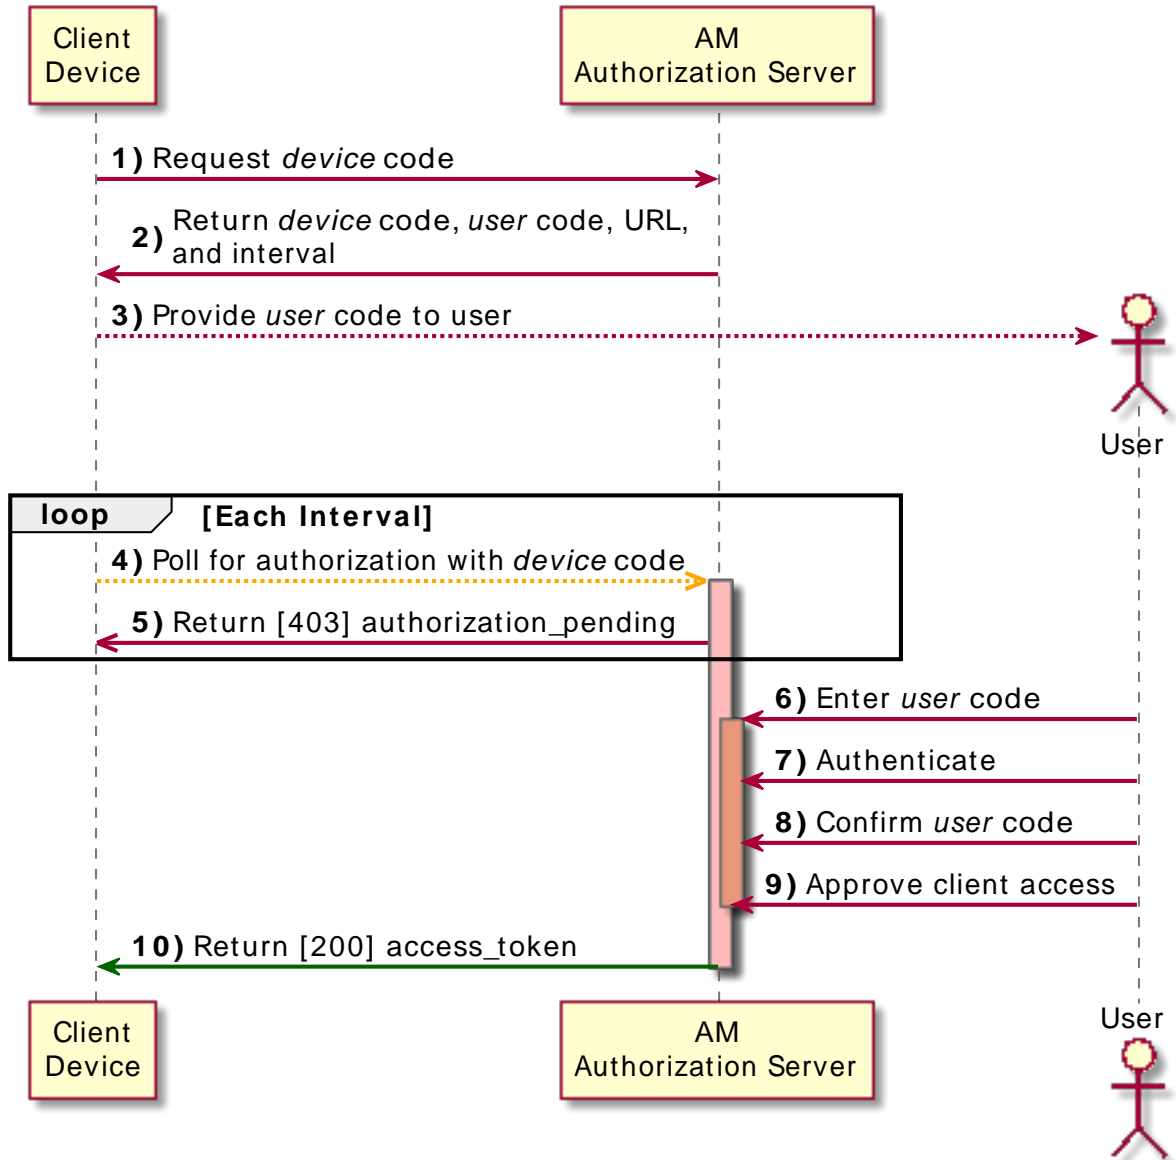 Client
Device
AM
Authorization Server
1) Request device code
2) Return device code, user code, URL,
and interval
3) Provide user code to user
User
loop [Each Interval]
4) Poll for authorization with device code
5) Return [403] authorization_pending
6) Enter user code
7) Authenticate
8) Confirm user code
9) Approve client access
10) Return [200] access_token
Client
Device
AM
Authorization Server
User